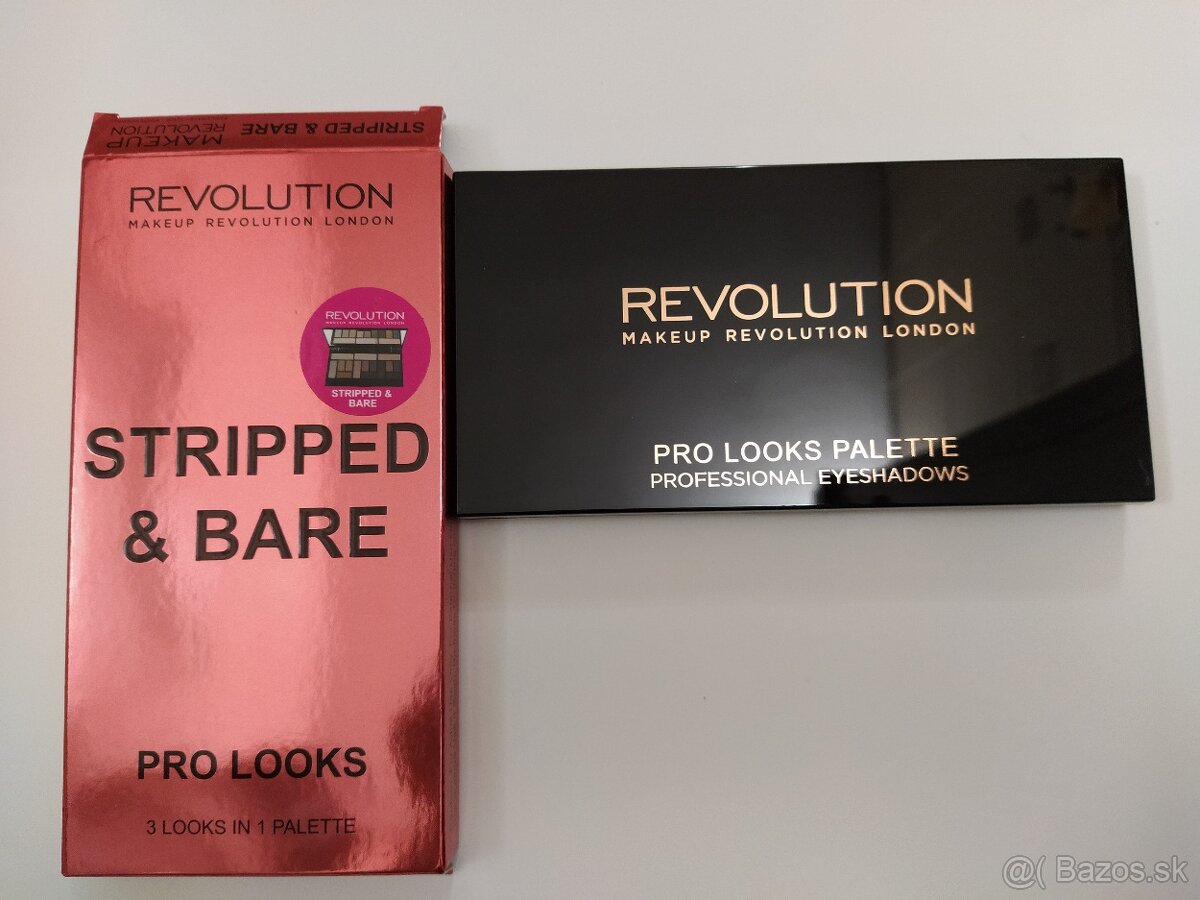 STRIPPED & BARE
MAKEUP
REVOLUTION
REVOLUTION
MAKEUP REVOLUTION LONDON
REVOLUTION
MAKEUP REVOLUTION LONDON
STRIPPED &
BARE
STRIPPED
& BARE
PRO LOOKS
3 LOOKS IN 1 PALETTE
REVOLUTION
MAKEUP REVOLUTION LONDON
PRO LOOKS PALETTE
PROFESSIONAL EYESHADOWS
@( Bazos.sk